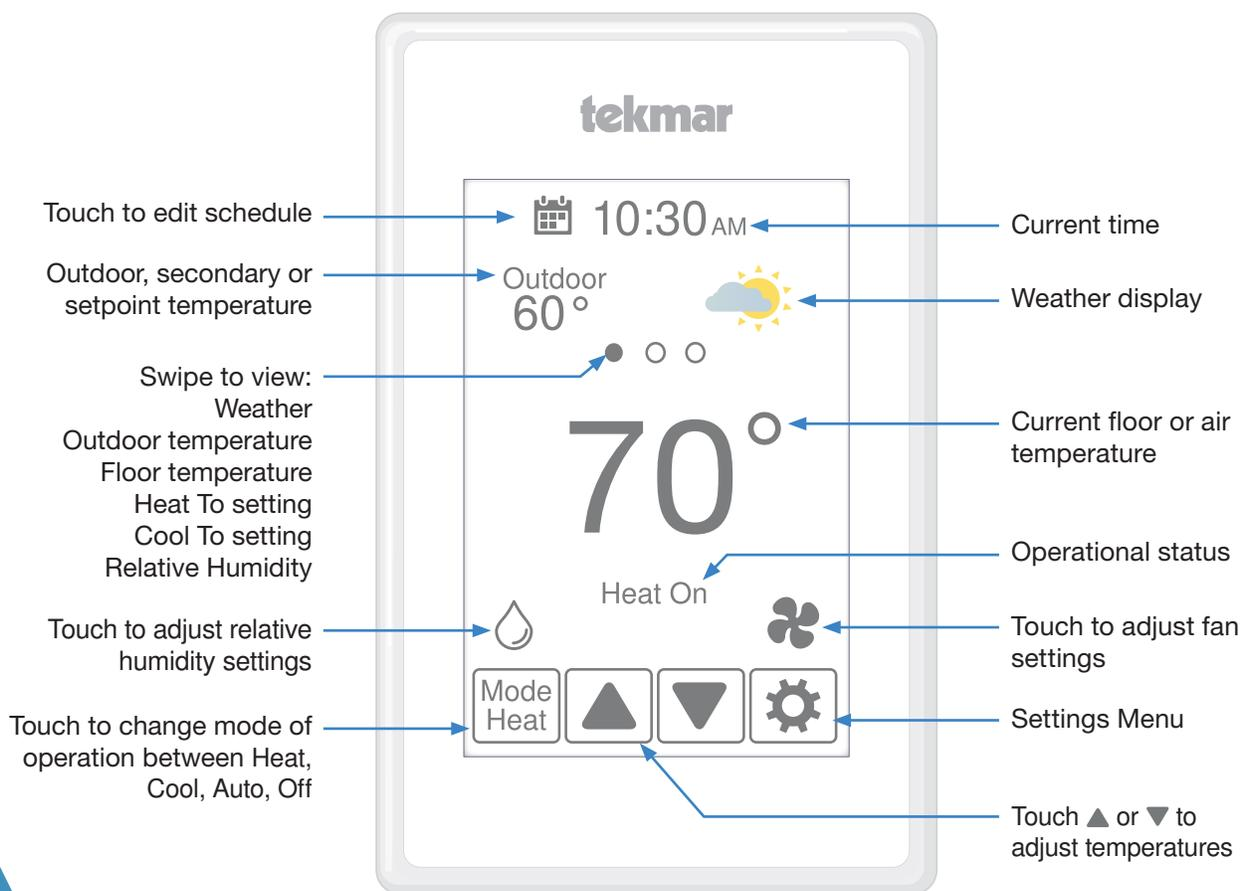 tekmar
Touch to edit schedule
10:30 AM
Current time
Outdoor, secondary or
setpoint temperature
Outdoor
60°
Weather display
Swipe to view:
Weather
Outdoor temperature
Floor temperature
Heat To setting
Cool To setting
Relative Humidity
70°
Current floor or air
temperature
Operational status
Heat On
Touch to adjust relative
humidity settings
Touch to adjust fan
settings
Mode
Heat
Settings Menu
Touch to change mode of
operation between Heat,
Cool, Auto, Off
Touch ▲ or ▼ to
adjust temperatures